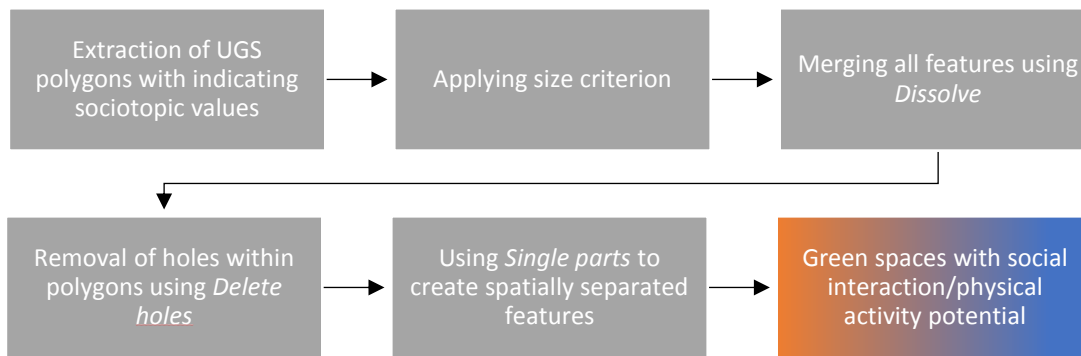 Extraction of UGS
polygons with indicating
sociotopic values
Applying size criterion
Merging all features using
Dissolve
Removal of holes within
polygons using Delete
holes
Using Single parts to
create spatially separated
features
Green spaces with social
interaction/physical
activity potential